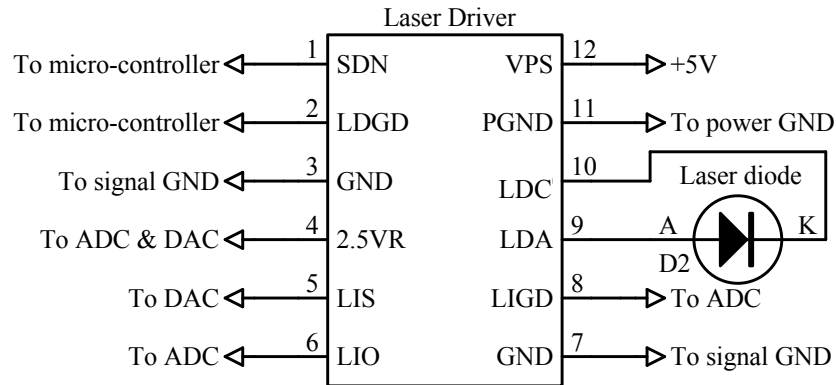 Laser Driver
To micro-controller 1 SDN VPS 12 +5V
To micro-controller 2 LDGD PGND 11 To power GND
To signal GND 3 GND LDC 10
Laser diode
To ADC & DAC 4 2.5VR LDA 9 A K
D2
To DAC 5 LIS LIGD 8 To ADC
To ADC 6 LIO GND 7 To signal GND